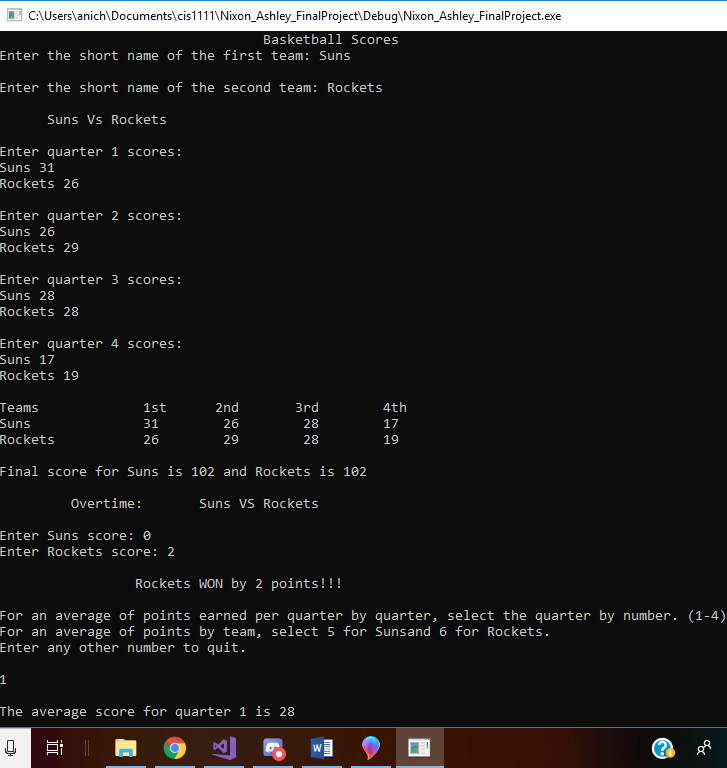 C:\Users\anich\Documents\cis1111\Nixon_Ashley_FinalProject\Debug\Nixon_Ashley_FinalProject.exe
Basketball Scores
Enter the short name of the first team: Suns
Enter the short name of the second team: Rockets
Suns Vs Rockets
Enter quarter 1 scores:
Suns 31
Rockets 26
Enter quarter 2 scores:
Suns 26
Rockets 29
Enter quarter 3 scores:
Suns 28
Rockets 28
Enter quarter 4 scores:
Suns 17
Rockets 19
Teams 1st 2nd 3rd 4th
Suns 31 26 28 17
Rockets 26 29 28 19
Final score for Suns is 102 and Rockets is 102
Overtime: Suns VS Rockets
Enter Suns score: 0
Enter Rockets score: 2
Rockets WON by 2 points!!!
For an average of points earned per quarter by quarter, select the quarter by number. (1-4)
For an average of points by team, select 5 for Sunsand 6 for Rockets.
Enter any other number to quit.
1
The average score for quarter 1 is 28